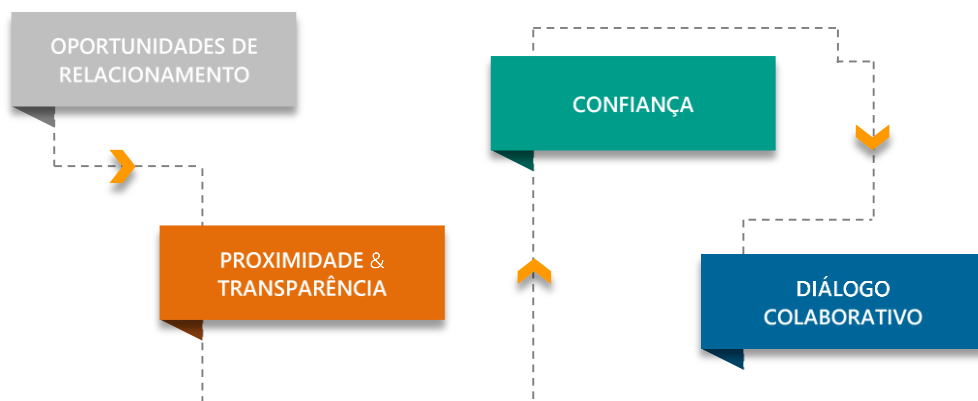 OPORTUNIDADES DE
RELACIONAMENTO
PROXIMIDADE &
TRANSPARÊNCIA
CONFIANÇA
DIÁLOGO
COLABORATIVO